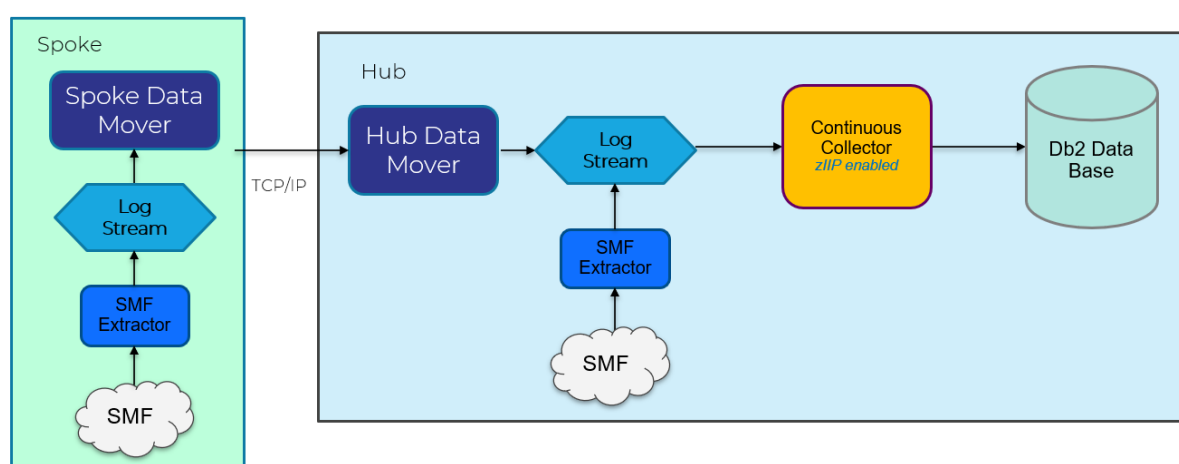 Spoke
Spoke Data
Mover
Log
Stream
SMF
Extractor
SMF
TCP/IP
Hub
Hub Data
Mover
Log
Stream
SMF
Extractor
SMF
Continuous
Collector
zIIP enabled
Db2 Data
Base